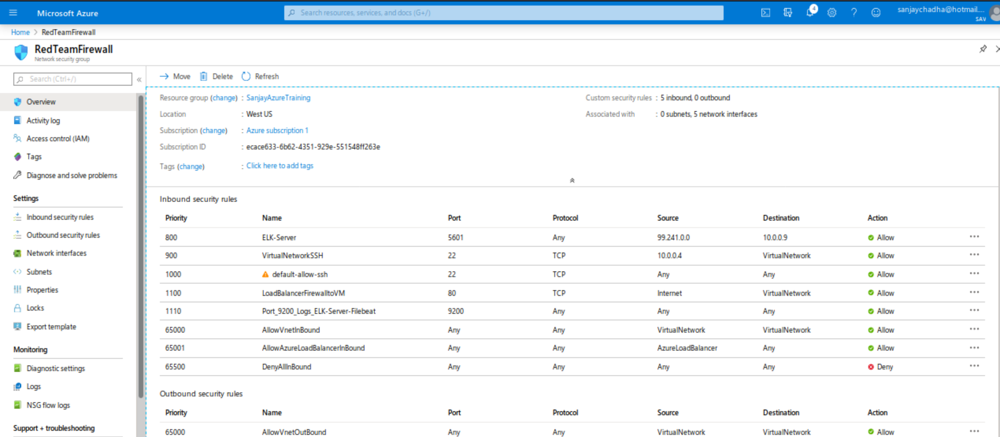 Microsoft Azure
Search resources, services, and docs (G+/)
4
sanjaychadha@hotmail....
SAV
Home > RedTeamFirewall
RedTeamFirewall
Network security group
Search (Ctrl+/)
«
Overview
Activity log
Access control (IAM)
Tags
Diagnose and solve problems
Settings
Inbound security rules
Outbound security rules
Network interfaces
Subnets
Properties
Locks
Export template
Monitoring
Diagnostic settings
Logs
NSG flow logs
Support + troubleshooting
Move Delete Refresh
Resource group (change) : SanjayAzureTraining
Location : West US
Subscription (change) : Azure subscription 1
Subscription ID : ecace633-6b62-4351-929e-551548ff263e
Tags (change) : Click here to add tags
Custom security rules : 5 inbound, 0 outbound
Associated with : 0 subnets, 5 network interfaces
Inbound security rules
Priority Name Port Protocol Source Destination Action
800 ELK-Server 5601 Any 99.241.0.0 10.0.0.9 Allow ...
900 VirtualNetworkSSH 22 TCP 10.0.0.4 VirtualNetwork Allow ...
1000 default-allow-ssh 22 TCP Any Any Allow ...
1100 LoadBalancerFirewalltoVM 80 TCP Internet VirtualNetwork Allow ...
1110 Port_9200_Logs_ELK-Server-Filebeat 9200 Any Any Any Allow ...
65000 AllowVnetInBound Any Any VirtualNetwork VirtualNetwork Allow ...
65001 AllowAzureLoadBalancerInBound Any Any AzureLoadBalancer Any Allow ...
65500 DenyAllInBound Any Any Any Any Deny ...
Outbound security rules
Priority Name Port Protocol Source Destination Action
65000 AllowVnetOutBound Any Any VirtualNetwork VirtualNetwork Allow ...